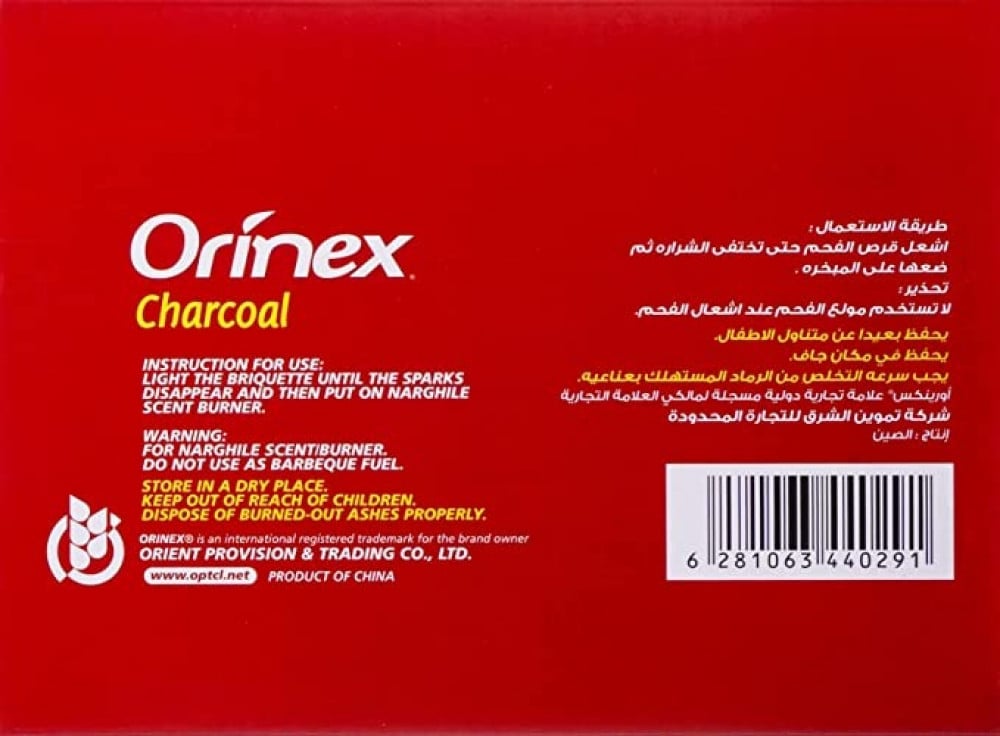 Orinex
Charcoal
INSTRUCTION FOR USE:
LIGHT THE BRIQUETTE UNTIL THE SPARKS
DISAPPEAR AND THEN PUT ON NARGHILE
SCENT BURNER.
WARNING:
FOR NARGHILE SCENT/BURNER.
DO NOT USE AS BARBEQUE FUEL.
STORE IN A DRY PLACE.
KEEP OUT OF REACH OF CHILDREN.
DISPOSE OF BURNED-OUT ASHES PROPERLY.
ORINEX® is an international registered trademark for the brand owner
ORIENT PROVISION & TRADING CO., LTD.
www.optcl.net PRODUCT OF CHINA
طريقة الاستعمال :
اشعل قرص الفحم حتى تختفى الشراره ثم
ضعها على المبخره .
تحذير :
لا تستخدم مولع الفحم عند اشعال الفحم.
يحفظ بعيدا عن متناول الاطفال.
يحفظ في مكان جاف.
يجب سرعه التخلص من الرماد المستهلك بعنايه.
أورينكس" علامة تجارية دولية مسجلة لمالكي العلامة التجارية
شركة تموين الشرق للتجارة المحدودة
إنتاج : الصين
6 281063 440291